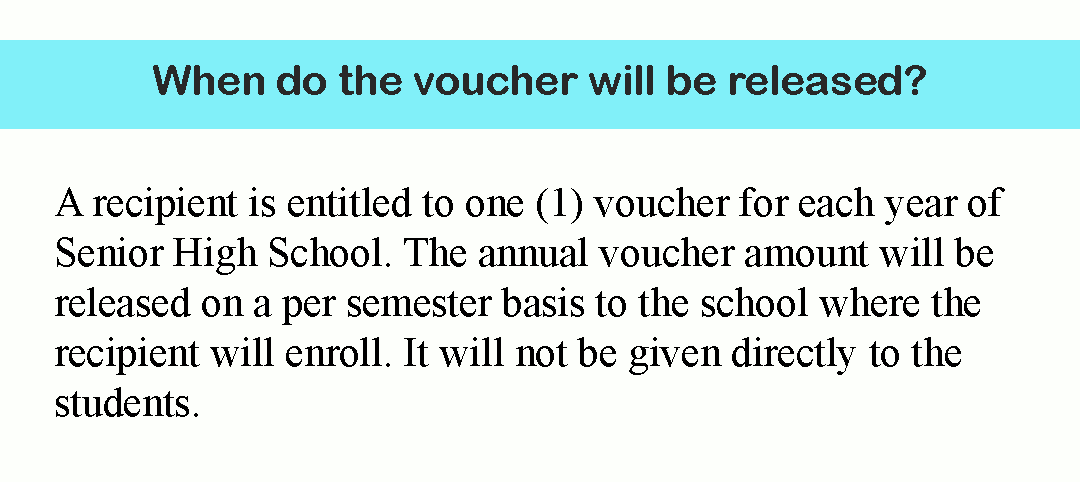 When do the voucher will be released?
A recipient is entitled to one (1) voucher for each year of
Senior High School. The annual voucher amount will be
released on a per semester basis to the school where the
recipient will enroll. It will not be given directly to the
students.